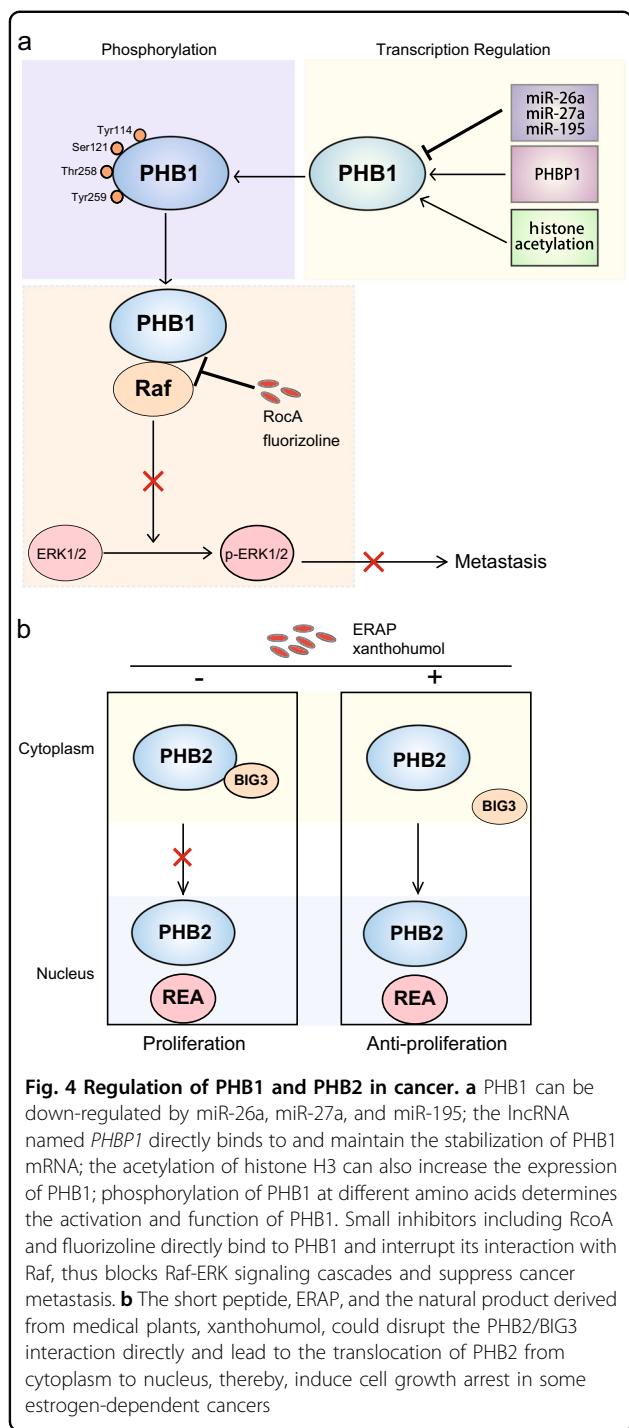 a
Phosphorylation
Transcription Regulation
miR-26a
miR-27a
miR-195
Tyr114
Ser121
Thr258
Tyr259
PHB1
PHB1
PHBP1
histone
acetylation
PHB1
Raf
RocA
fluorizoline
ERK1/2
p-ERK1/2
Metastasis
b
ERAP
xanthohumol
-
+
Cytoplasm
PHB2
BIG3
PHB2
BIG3
Nucleus
PHB2
REA
PHB2
REA
Proliferation
Anti-proliferation
Fig. 4 Regulation of PHB1 and PHB2 in cancer. a PHB1 can be
down-regulated by miR-26a, miR-27a, and miR-195; the lncRNA
named PHBP1 directly binds to and maintain the stabilization of PHB1
mRNA; the acetylation of histone H3 can also increase the expression
of PHB1; phosphorylation of PHB1 at different amino acids determines
the activation and function of PHB1. Small inhibitors including RcoA
and fluorizoline directly bind to PHB1 and interrupt its interaction with
Raf, thus blocks Raf-ERK signaling cascades and suppress cancer
metastasis. b The short peptide, ERAP, and the natural product derived
from medical plants, xanthohumol, could disrupt the PHB2/BIG3
interaction directly and lead to the translocation of PHB2 from
cytoplasm to nucleus, thereby, induce cell growth arrest in some
estrogen-dependent cancers